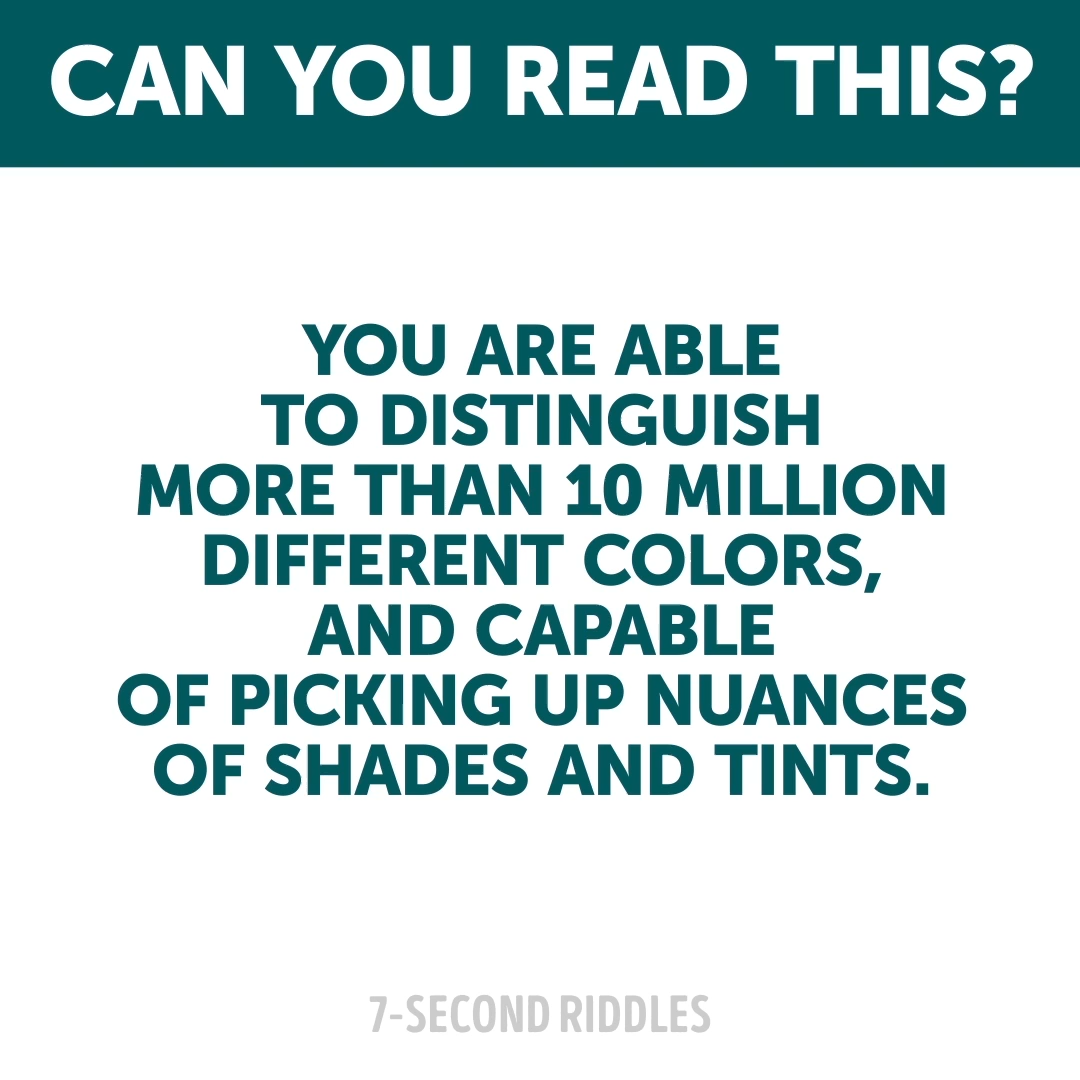 CAN YOU READ THIS?
YOU ARE ABLE
TO DISTINGUISH
MORE THAN 10 MILLION
DIFFERENT COLORS,
AND CAPABLE
OF PICKING UP NUANCES
OF SHADES AND TINTS.
7-SECOND RIDDLES